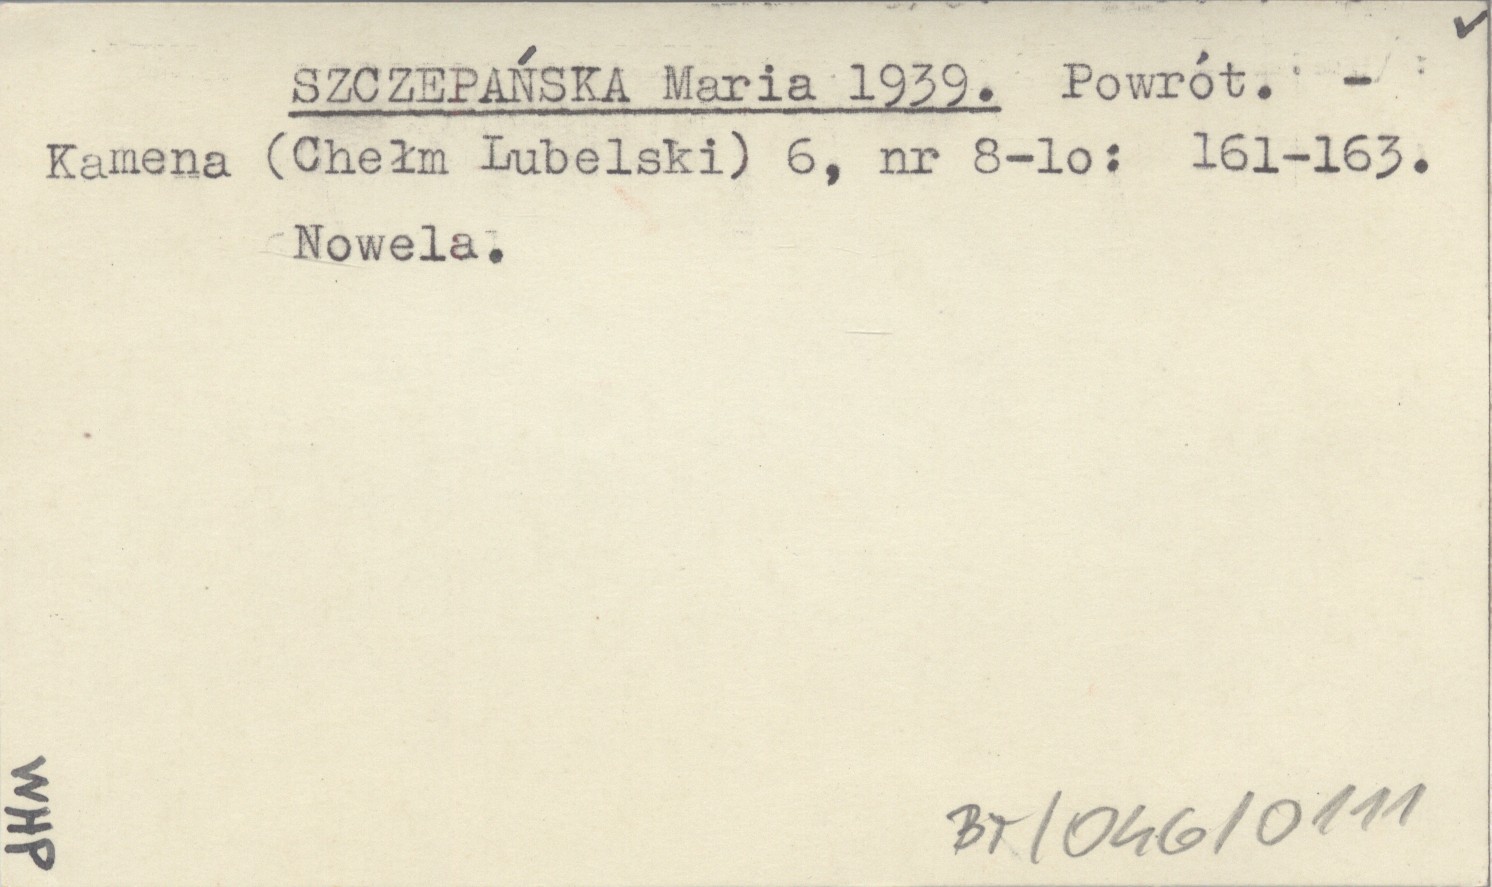 SZCZEPAŃSKA Maria 1939. Powrót. -
Kamena (Chełm Lubelski) 6, nr 8-lo: 161-163.
Nowela.
WHP
BT/046/0111